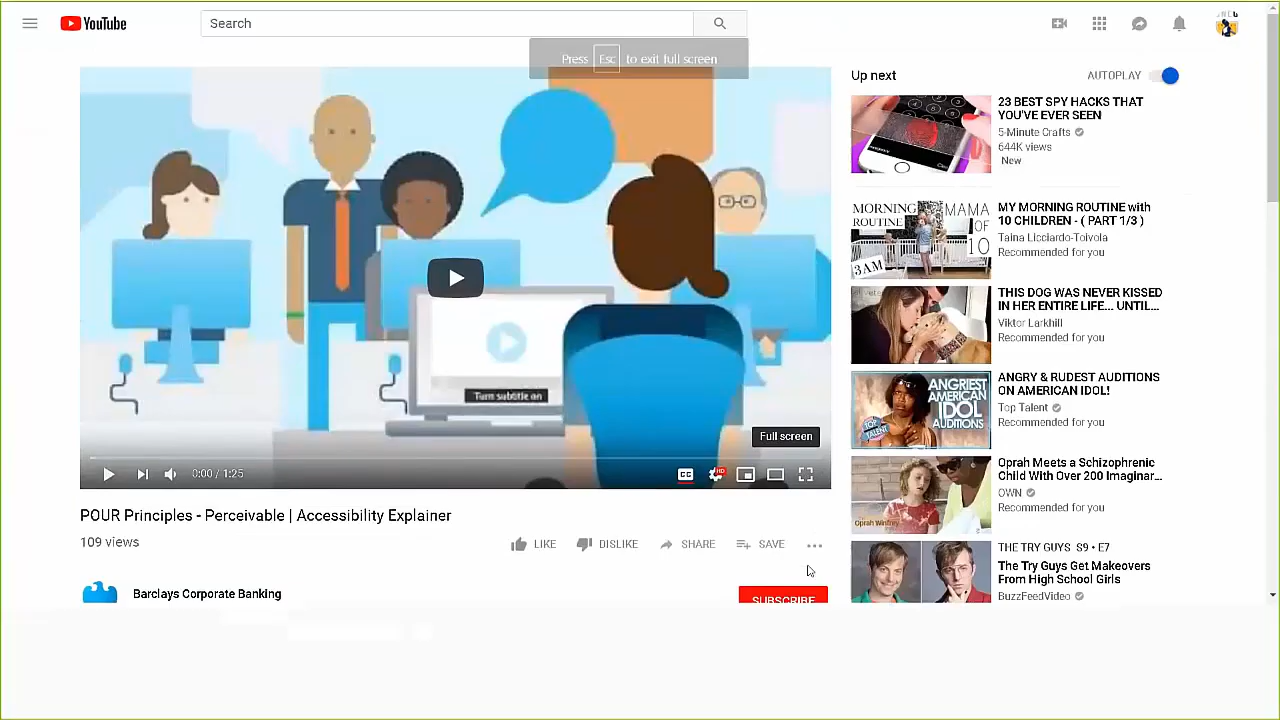 YouTube
Search
Press Esc to exit full screen
Up next
AUTOPLAY
23 BEST SPY HACKS THAT
YOU'VE EVER SEEN
5-Minute Crafts
644K views
New
MORNING
ROUTINE
MAMA
OF
10
3AM
MY MORNING ROUTINE with
10 CHILDREN - ( PART 1/3 )
Taina Licciardo-Toivola
Recommended for you
THIS DOG WAS NEVER KISSED
IN HER ENTIRE LIFE... UNTIL...
Viktor Larkhill
Recommended for you
ANGRIEST
AMERICAN
IDOL
AUDITIONS
TOP
TALENT
ANGRY & RUDEST AUDITIONS
ON AMERICAN IDOL!
Top Talent
Recommended for you
Oprah Winfrey
Oprah Meets a Schizophrenic
Child With Over 200 Imaginar...
OWN
Recommended for you
THE TRY GUYS S9 • E7
The Try Guys Get Makeovers
From High School Girls
BuzzFeedVideo
Turn subtitle on
Full screen
0:00 / 1:25
CC
HD
POUR Principles - Perceivable | Accessibility Explainer
109 views
LIKE
DISLIKE
SHARE
SAVE
Barclays Corporate Banking
SUBSCRIBE